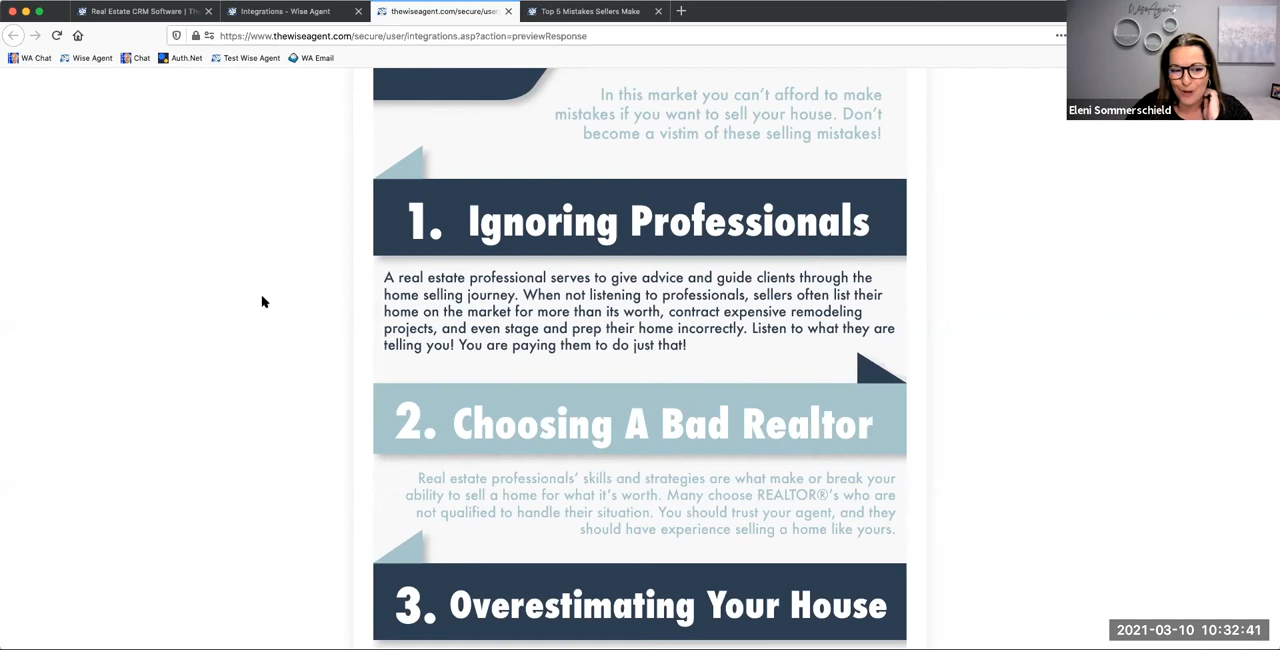 Real Estate CRM Software | The
Integrations - Wise Agent
thewiseagent.com/secure/user/
Top 5 Mistakes Sellers Make
https://www.thewiseagent.com/secure/user/integrations.asp?action=previewResponse
WA Chat
Wise Agent
Chat
Auth.Net
Test Wise Agent
WA Email
WiseAgent
Eleni Sommerschield
In this market you can't afford to make
mistakes if you want to sell your house. Don't
become a vistim of these selling mistakes!
1. Ignoring Professionals
A real estate professional serves to give advice and guide clients through the
home selling journey. When not listening to professionals, sellers often list their
home on the market for more than its worth, contract expensive remodeling
projects, and even stage and prep their home incorrectly. Listen to what they are
telling you! You are paying them to do just that!
2. Choosing A Bad Realtor
Real estate professionals' skills and strategies are what make or break your
ability to sell a home for what it's worth. Many choose REALTOR®'s who are
not qualified to handle their situation. You should trust your agent, and they
should have experience selling a home like yours.
3. Overestimating Your House
2021-03-10 10:32:41